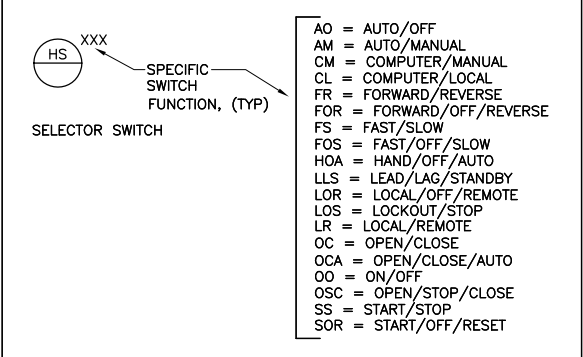 HS
XXX
SPECIFIC
SWITCH
FUNCTION, (TYP)
SELECTOR SWITCH
AO = AUTO/OFF
AM = AUTO/MANUAL
CM = COMPUTER/MANUAL
CL = COMPUTER/LOCAL
FR = FORWARD/REVERSE
FOR = FORWARD/OFF/REVERSE
FS = FAST/SLOW
FOS = FAST/OFF/SLOW
HOA = HAND/OFF/AUTO
LLS = LEAD/LAG/STANDBY
LOR = LOCAL/OFF/REMOTE
LOS = LOCKOUT/STOP
LR = LOCAL/REMOTE
OC = OPEN/CLOSE
OCA = OPEN/CLOSE/AUTO
OO = ON/OFF
OSC = OPEN/STOP/CLOSE
SS = START/STOP
SOR = START/OFF/RESET